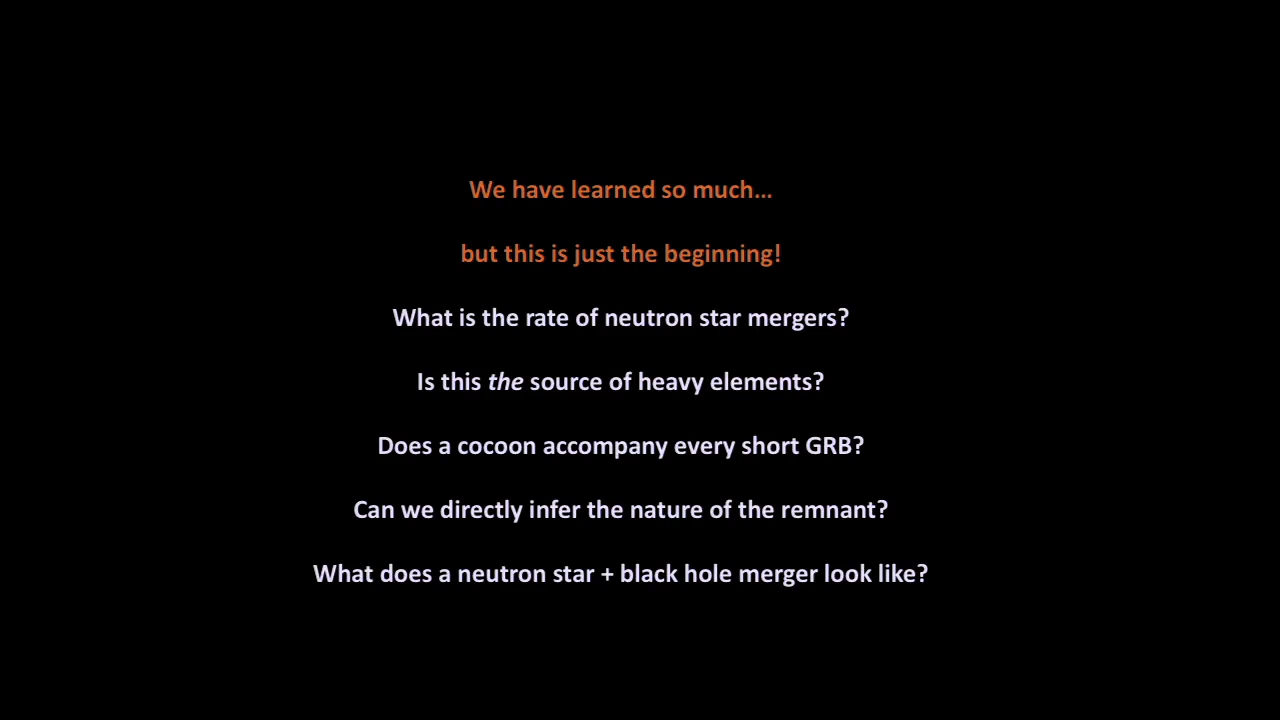 We have learned so much...
but this is just the beginning!
What is the rate of neutron star mergers?
Is this the source of heavy elements?
Does a cocoon accompany every short GRB?
Can we directly infer the nature of the remnant?
What does a neutron star + black hole merger look like?